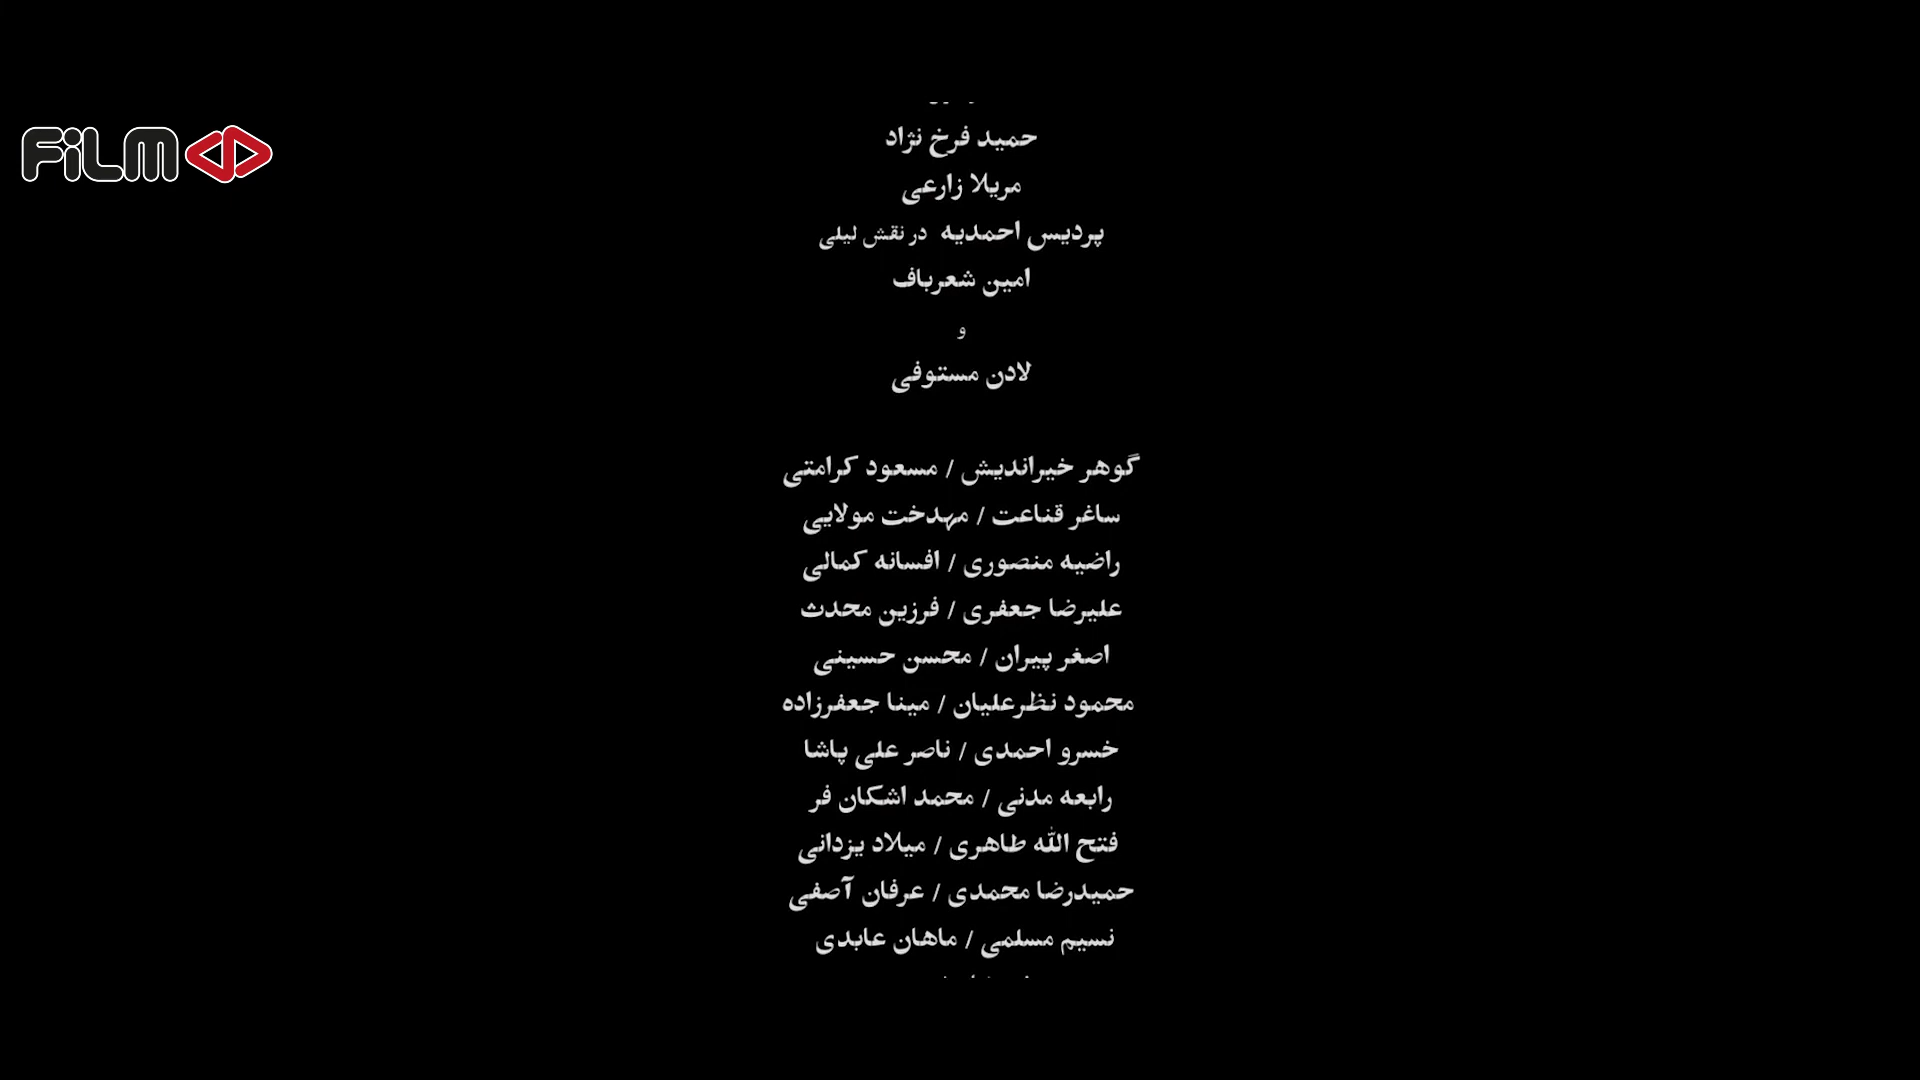 FiLM
حمید فرخ نژاد
مریلا زارعی
پردیس احمدیه در نقش لیلی
امین شعرباف
و
لادن مستوفی
گوهر خیراندیش / مسعود کرامتی
ساغر قناعت / مهدخت مولایی
راضیه منصوری / افسانه کمالی
علیرضا جعفری / فرزین محدث
اصغر پیران / محسن حسینی
محمود نظرعلیان / مینا جعفرزاده
خسرو احمدی / ناصر علی پاشا
رابعه مدنی / محمد اشکان فر
فتح الله طاهری / میلاد یزدانی
حمیدرضا محمدی / عرفان آصفی
نسیم مسلمی / ماهان عابدی